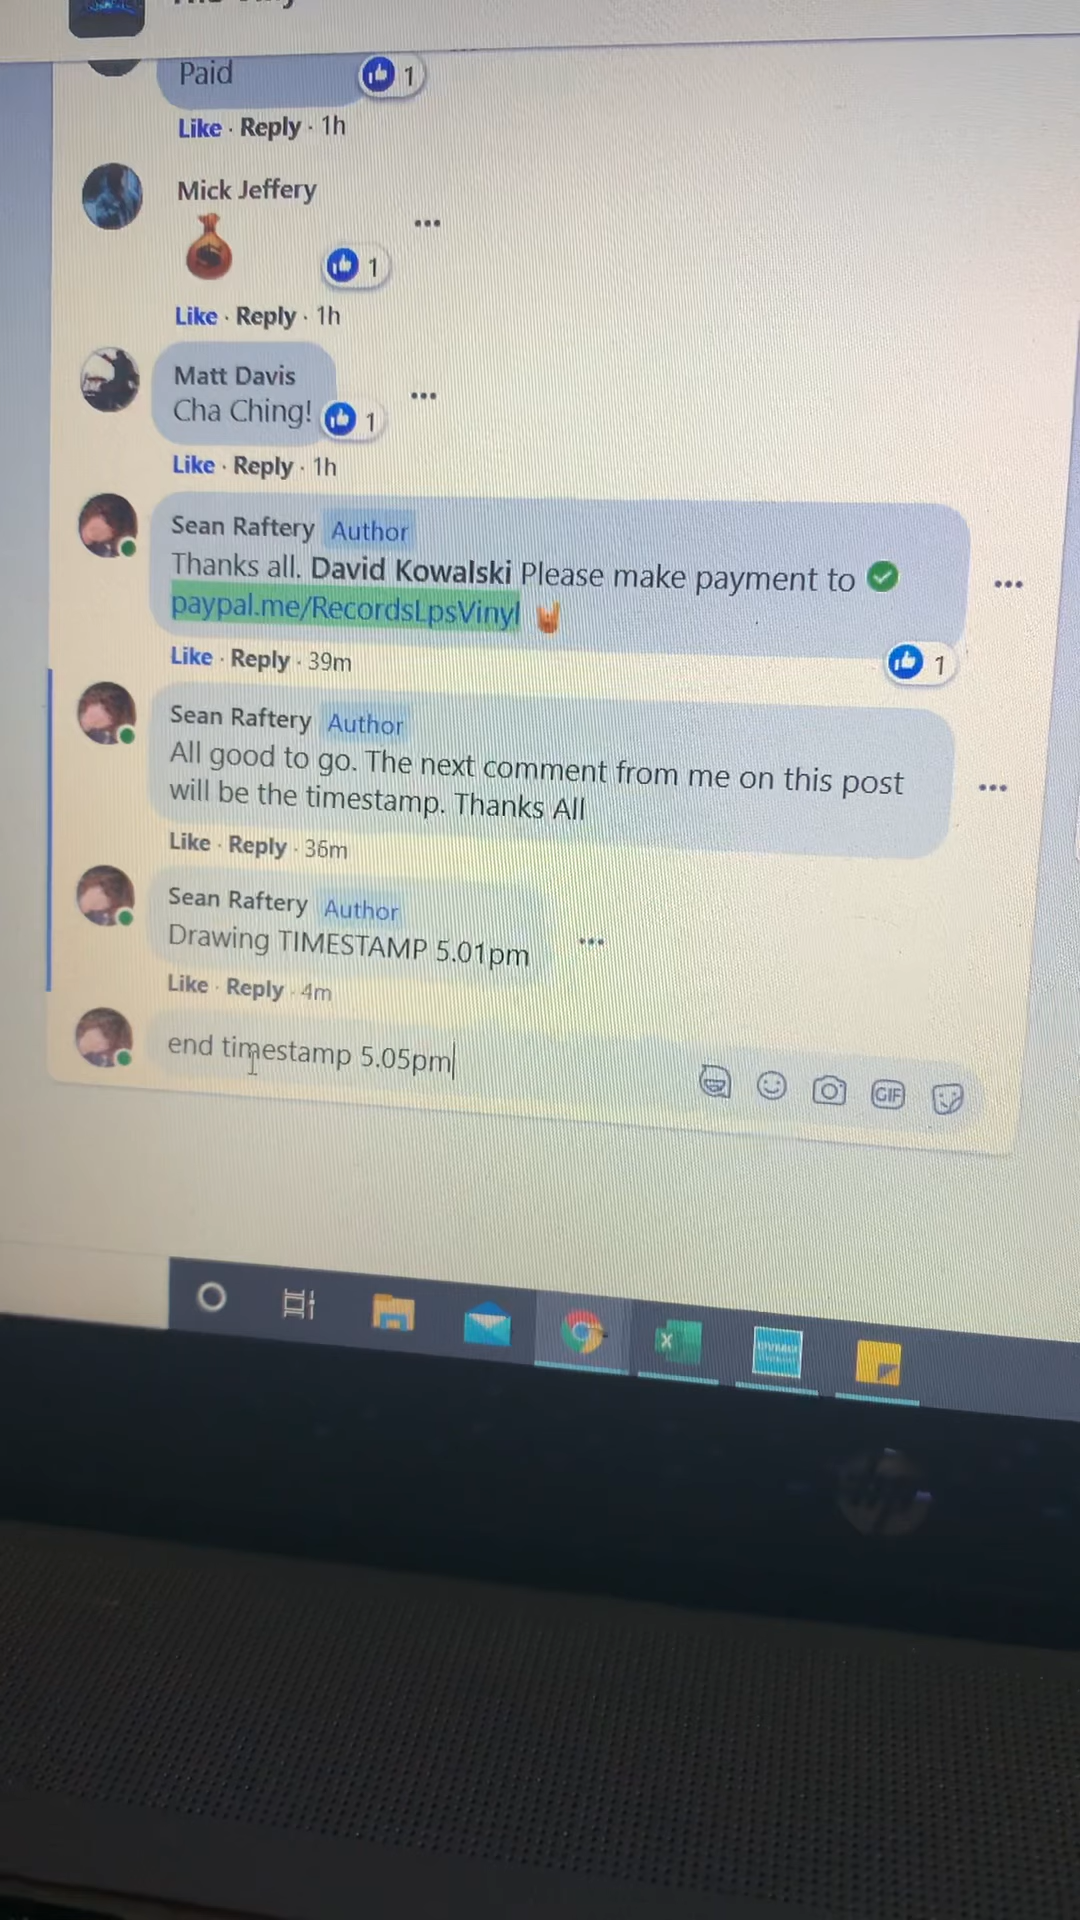 Paid
1
Like · Reply · 1h
Mick Jeffery
1
Like · Reply · 1h
Matt Davis
Cha Ching!
1
Like · Reply · 1h
Sean Raftery Author
Thanks all. David Kowalski Please make payment to
paypal.me/RecordsLpsVinyl
1
Like · Reply · 39m
Sean Raftery Author
All good to go. The next comment from me on this post
will be the timestamp. Thanks All
Like · Reply · 36m
Sean Raftery Author
Drawing TIMESTAMP 5.01pm
Like · Reply · 4m
end timestamp 5.05pm
GIF